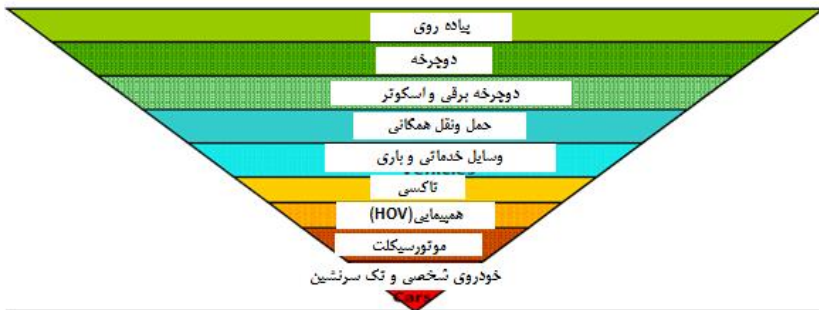 پیاده روی
دوچرخه
دوچرخه برقی و اسکوتر
حمل ونقل همگانی
وسایل خدماتی و باری
تاکسی
همپیمایی(HOV)
موتورسیکلت
خودروی شخصی و تک سرنشین
Cars